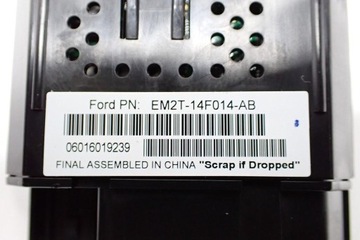 Ford PN: EM2T-14F014-AB
06016019239
FINAL ASSEMBLED IN CHINA "Scrap if Dropped"